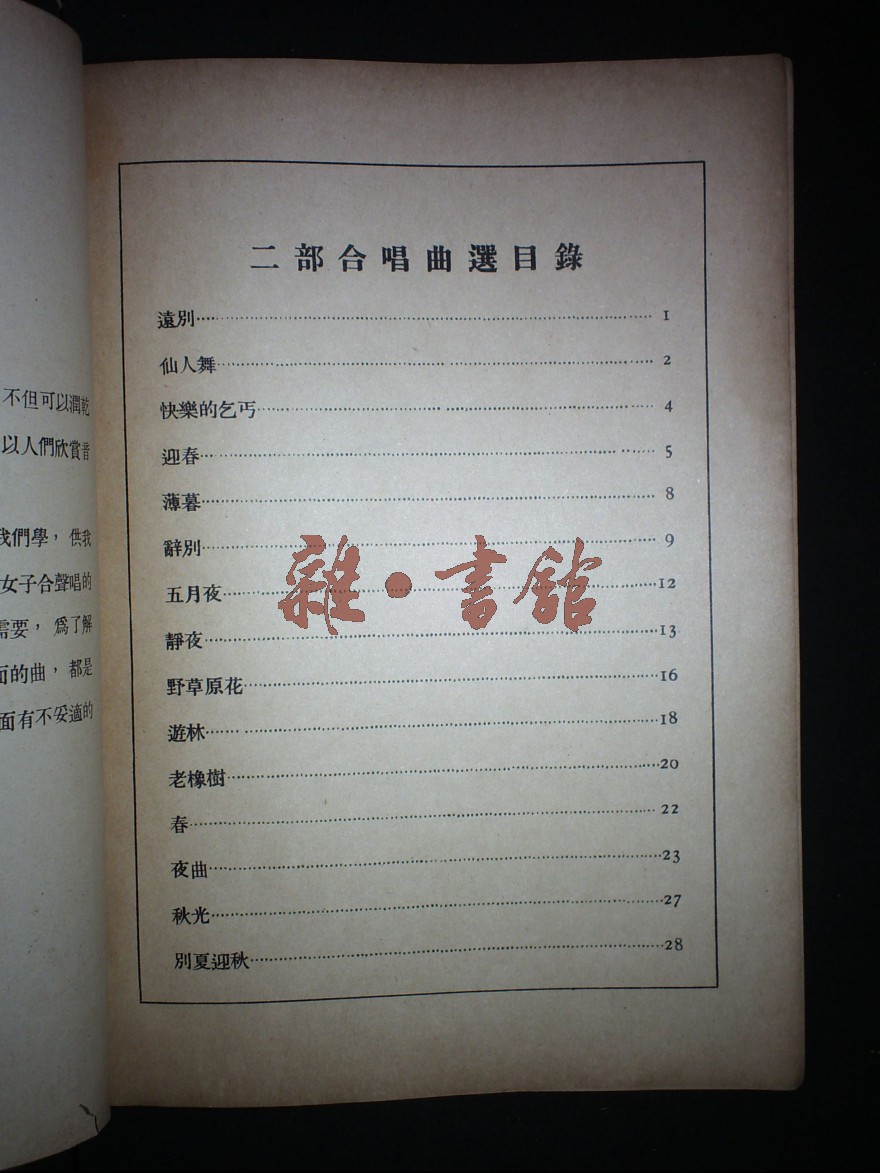 不但可以潤乾
以人們欣賞音
我們學，供我
女子合聲唱的
需要，爲了解
面的曲，都是
面有不妥適的
二部合唱曲選目錄
遠別 1
仙人舞 2
快樂的乞丐 4
迎春 5
薄暮 8
辭別 9
五月夜 12
靜夜 13
野草原花 16
遊林 18
老橡樹 20
春 22
夜曲 23
秋光 27
別夏迎秋 28
雜·書館